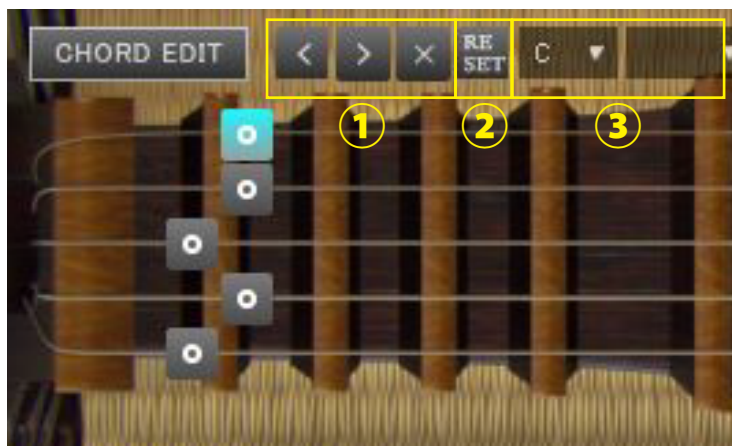 CHORD EDIT < > × RE
SET C ▼ ▼
① ② ③